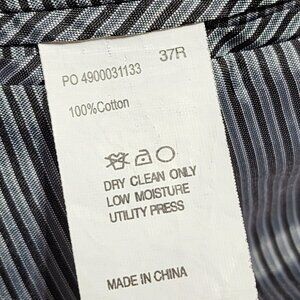 PO 4900031133 37R
100%Cotton
DRY CLEAN ONLY
LOW MOISTURE
UTILITY PRESS
MADE IN CHINA